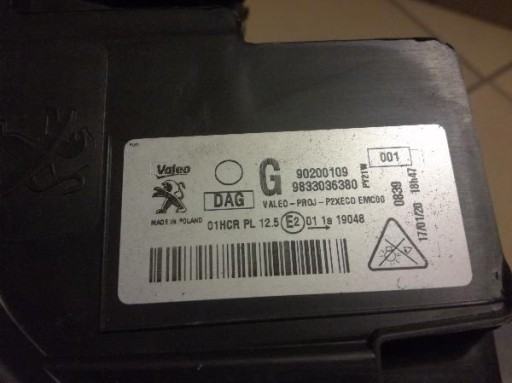 Valeo
MADE IN POLAND
DAG
G
90200109
9833036380
PY21W
001
VALEO-PROJ-P2XECO EMC00
01HCR PL 12.5 E2 01 1a 19048
0839
17/01/20 18h47